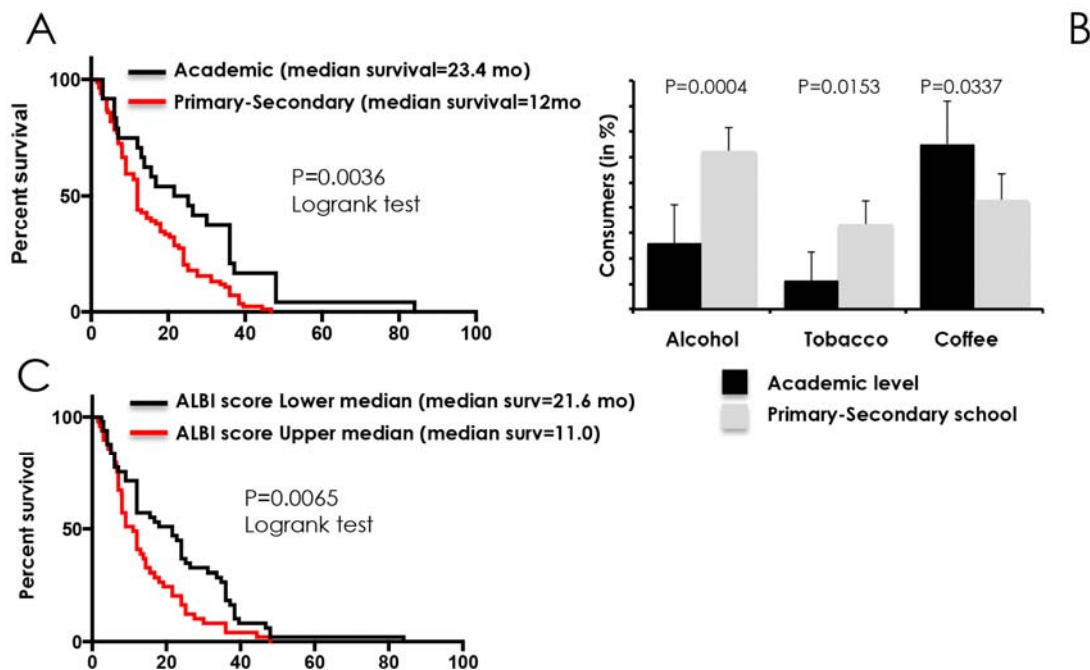 A
Academic (median survival=23.4 mo)
Primary-Secondary (median survival=12mo
Percent survival
100
50
0
P=0.0036
Logrank test
0 20 40 60 80 100
B
P=0.0004 P=0.0153 P=0.0337
Consumers (in %)
Alcohol Tobacco Coffee
Academic level
Primary-Secondary school
C
ALBI score Lower median (median surv=21.6 mo)
ALBI score Upper median (median surv=11.0)
Percent survival
100
50
0
P=0.0065
Logrank test
0 20 40 60 80 100